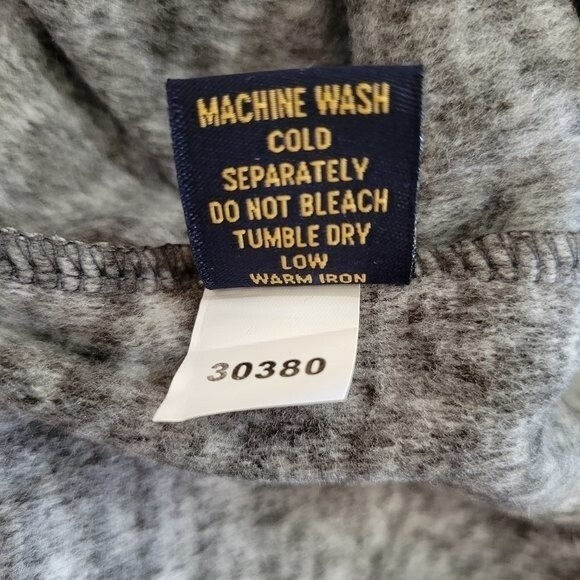 MACHINE WASH
COLD
SEPARATELY
DO NOT BLEACH
TUMBLE DRY
LOW
WARM IRON
30380